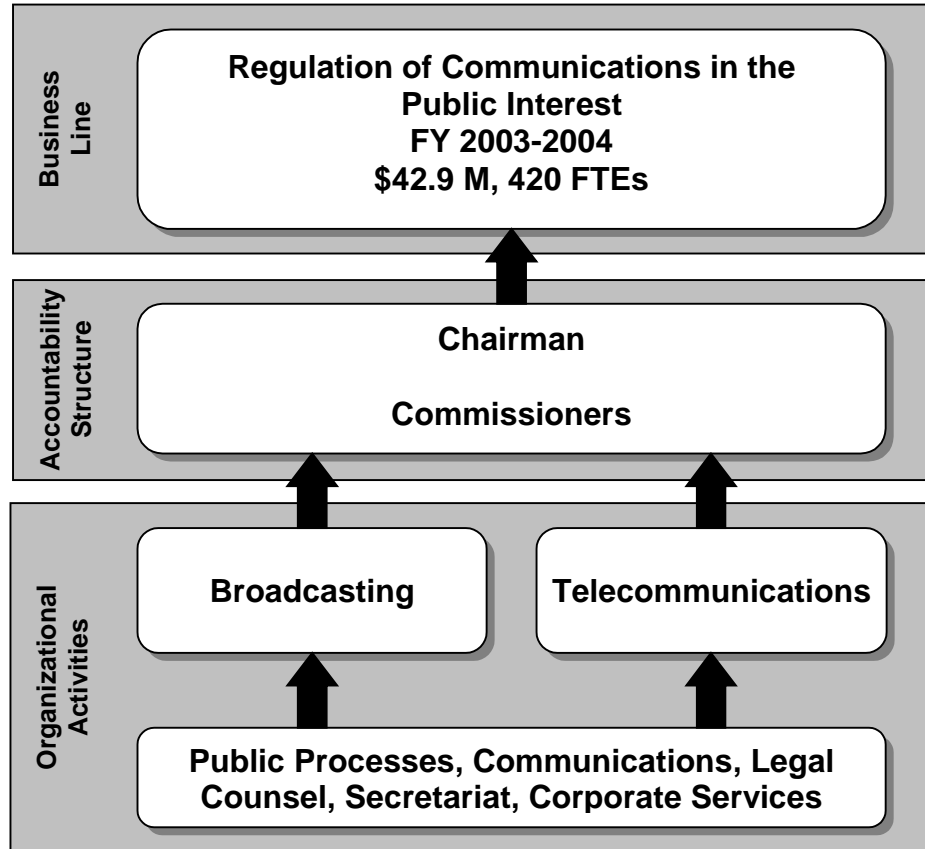 Business
Line
Regulation of Communications in the
Public Interest
FY 2003-2004
$42.9 M, 420 FTEs
Accountability
Structure
Chairman
Commissioners
Organizational
Activities
Broadcasting
Telecommunications
Public Processes, Communications, Legal
Counsel, Secretariat, Corporate Services